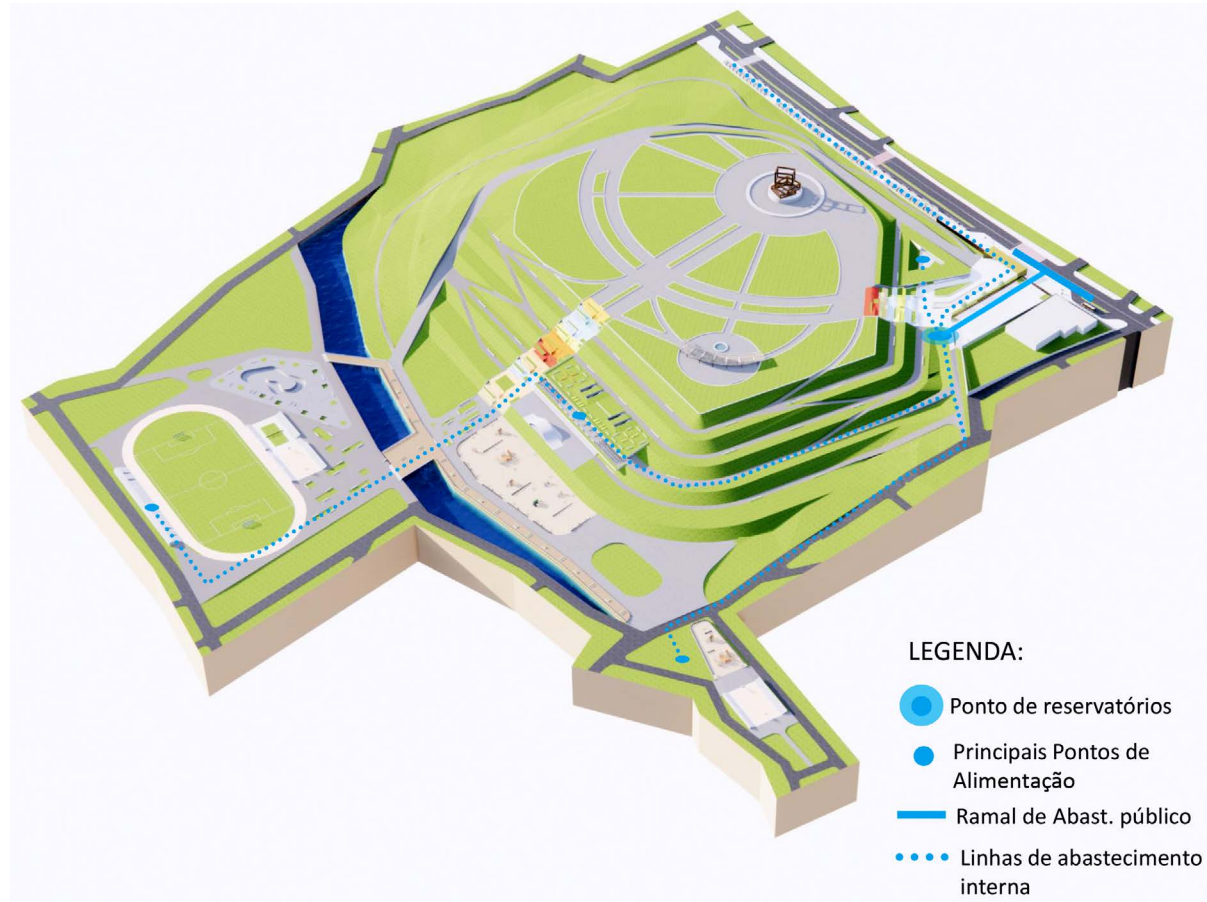 LEGENDA:
Ponto de reservatórios
Principais Pontos de
Alimentação
Ramal de Abast. público
Linhas de abastecimento
interna